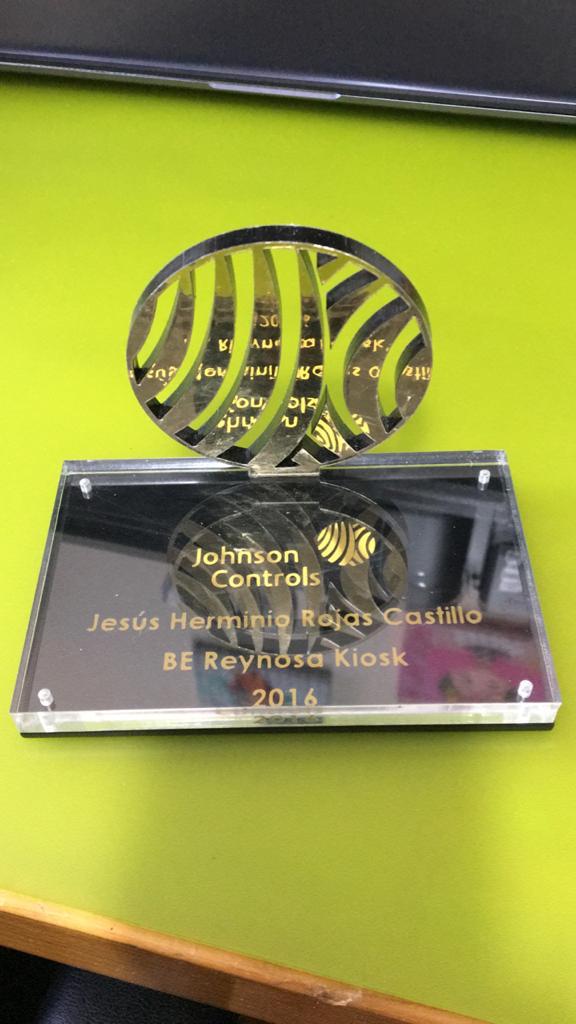 Johnson
Controls
Jesús Herminio Rojas Castillo
BE Reynosa Kiosk
2016